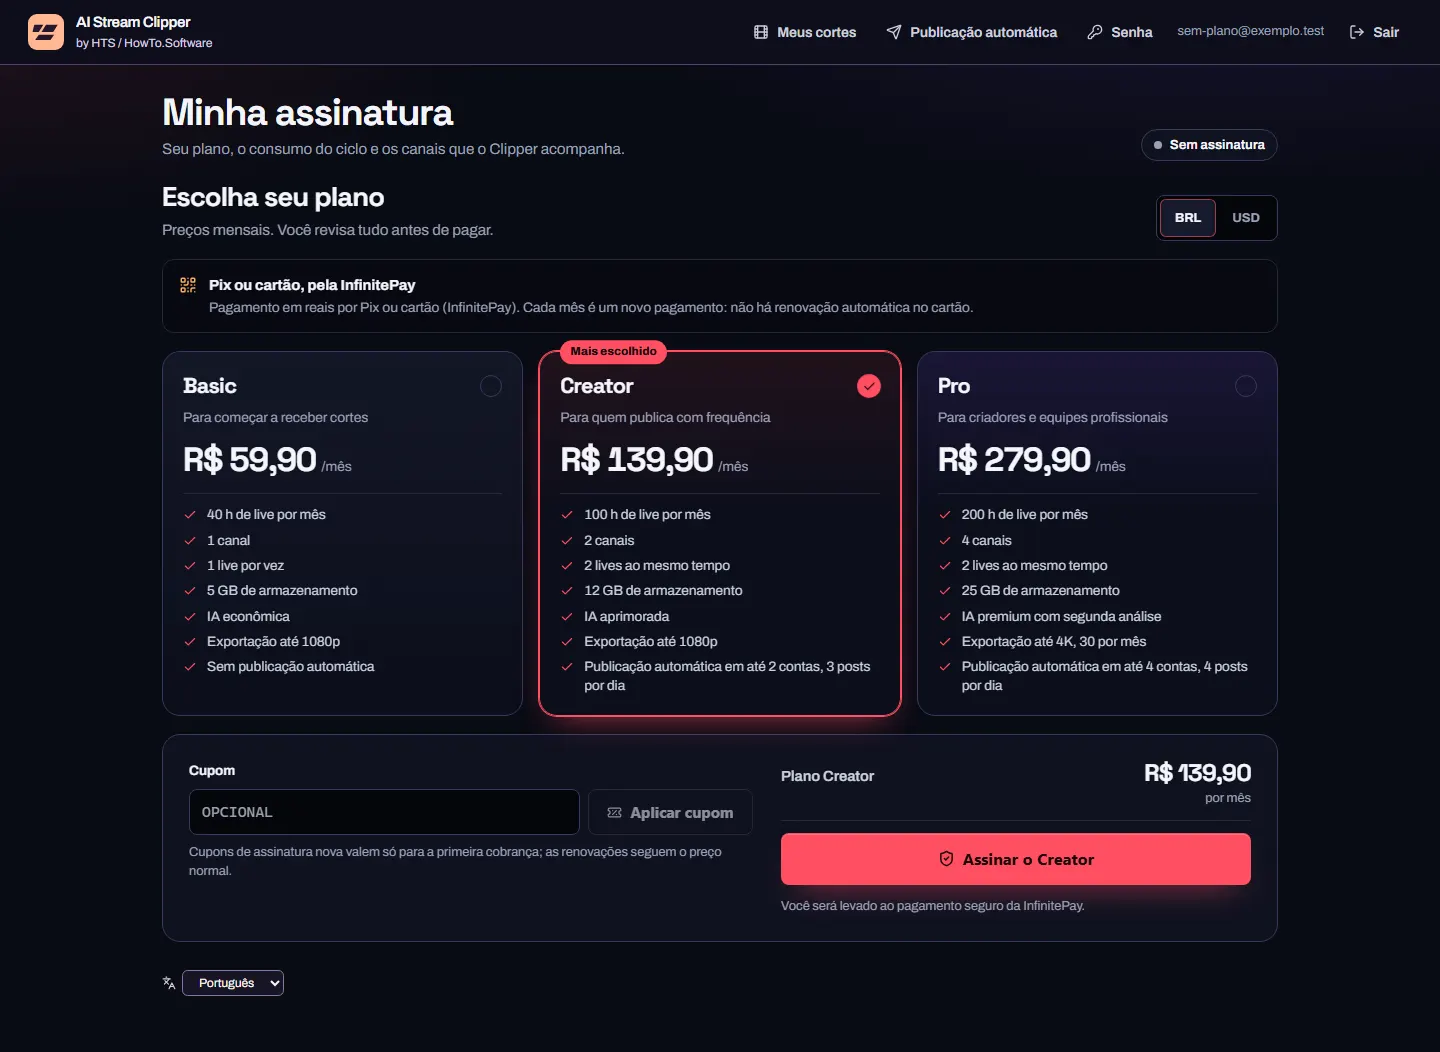 AI Stream Clipper
by HTS / HowTo.Software
Meus cortes
Publicação automática
Senha
sem-plano@exemplo.test
Sair
Minha assinatura
Seu plano, o consumo do ciclo e os canais que o Clipper acompanha.
Sem assinatura
Escolha seu plano
Preços mensais. Você revisa tudo antes de pagar.
BRL
USD
Pix ou cartão, pela InfinitePay
Pagamento em reais por Pix ou cartão (InfinitePay). Cada mês é um novo pagamento: não há renovação automática no cartão.
Basic
Para começar a receber cortes
R$ 59,90 /mês
40 h de live por mês
1 canal
1 live por vez
5 GB de armazenamento
IA econômica
Exportação até 1080p
Sem publicação automática
Mais escolhido
Creator
Para quem publica com frequência
R$ 139,90 /mês
100 h de live por mês
2 canais
2 lives ao mesmo tempo
12 GB de armazenamento
IA aprimorada
Exportação até 1080p
Publicação automática em até 2 contas, 3 posts
por dia
Pro
Para criadores e equipes profissionais
R$ 279,90 /mês
200 h de live por mês
4 canais
2 lives ao mesmo tempo
25 GB de armazenamento
IA premium com segunda análise
Exportação até 4K, 30 por mês
Publicação automática em até 4 contas, 4 posts
por dia
Cupom
OPCIONAL
Aplicar cupom
Cupons de assinatura nova valem só para a primeira cobrança; as renovações seguem o preço
normal.
Plano Creator
R$ 139,90
por mês
Assinar o Creator
Você será levado ao pagamento seguro da InfinitePay.
Português